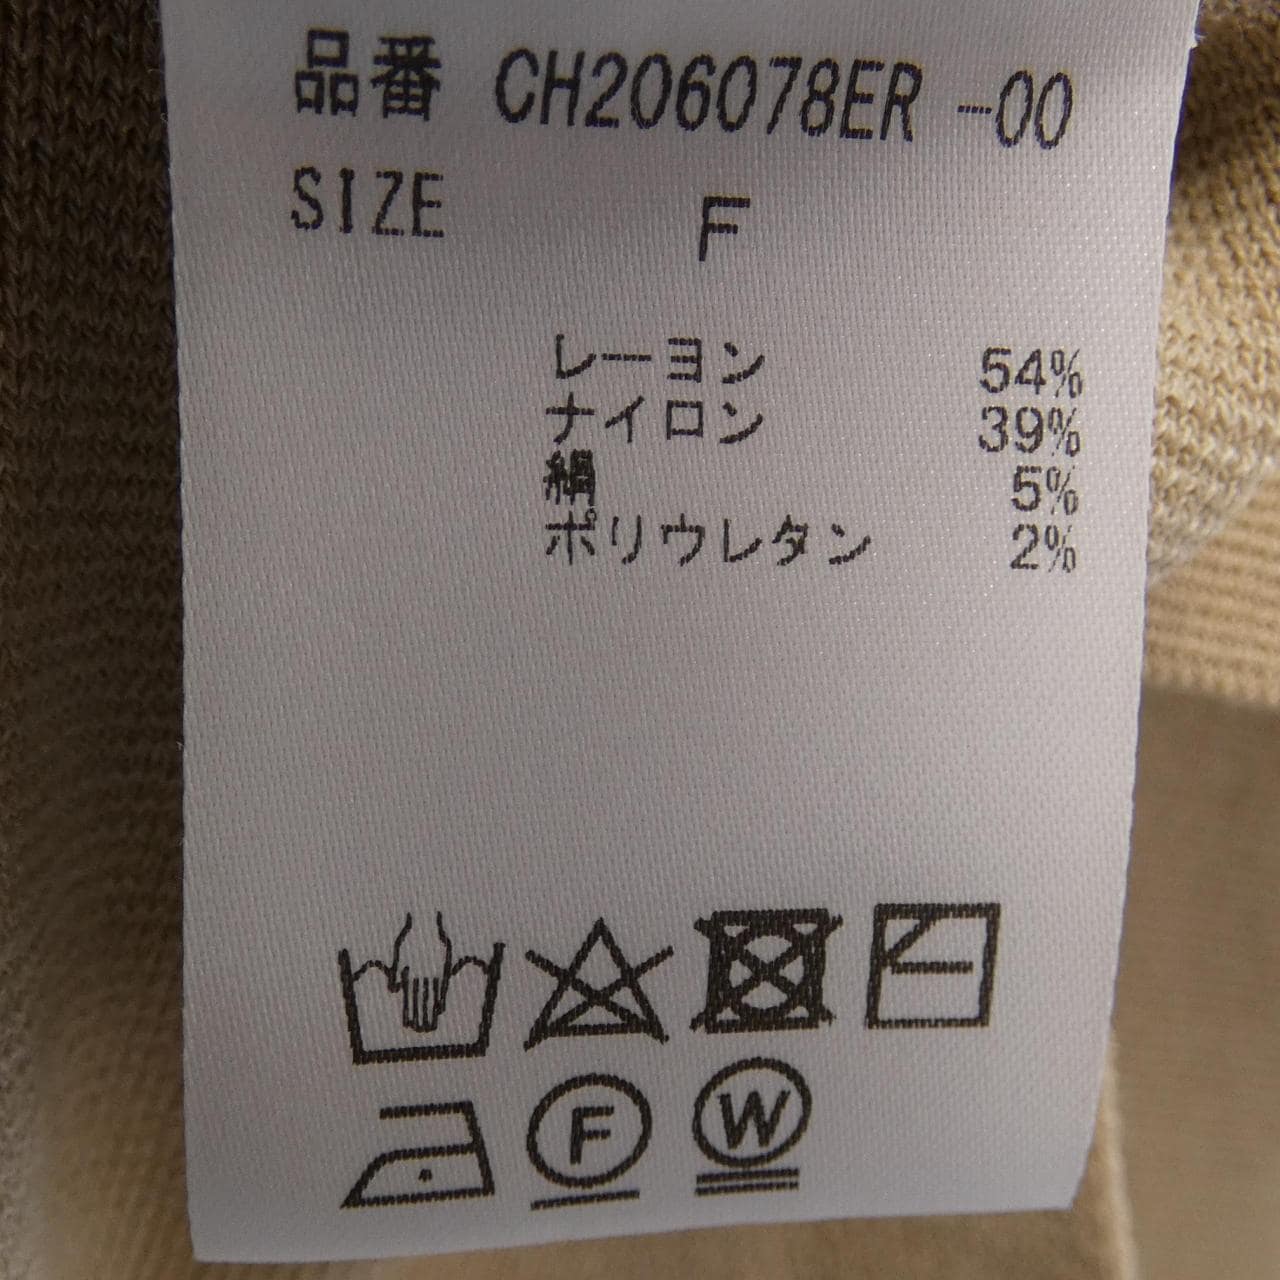 品番 CH206078ER -00
SIZE F
レーヨン 54%
ナイロン 39%
絹 5%
ポリウレタン 2%
F W